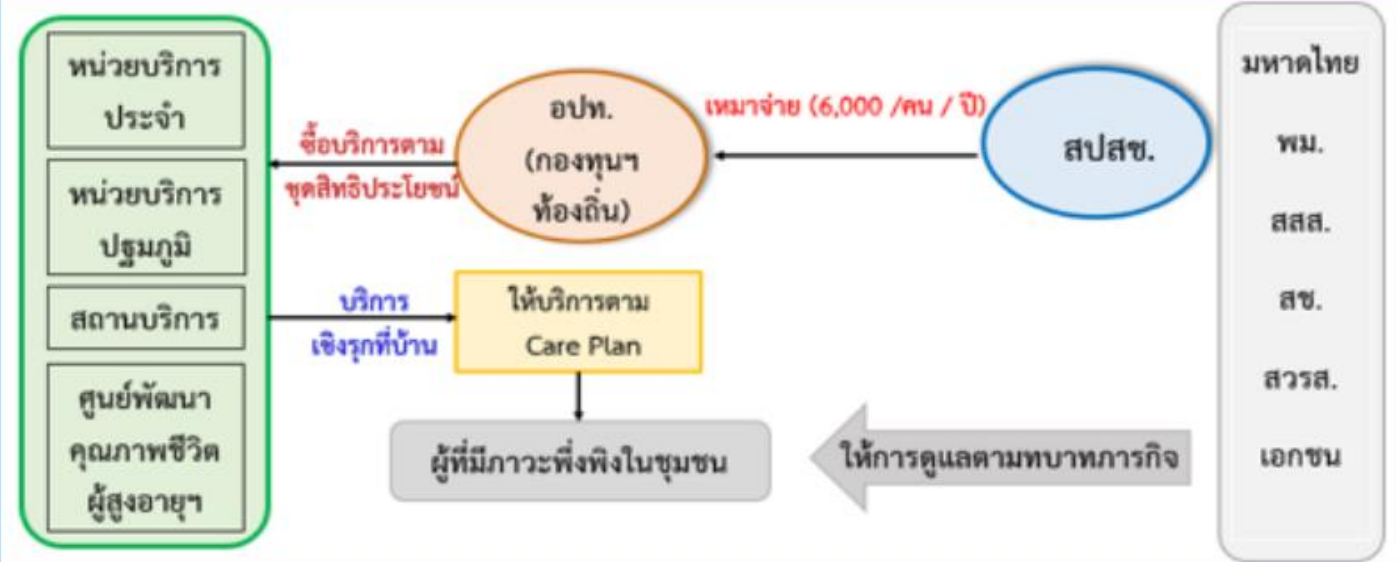 หน่วยบริการ
ประจำ
หน่วยบริการ
ปฐมภูมิ
สถานบริการ
ศูนย์พัฒนา
คุณภาพชีวิต
ผู้สูงอายุฯ
ซื้อบริการตาม
ชุดสิทธิประโยชน์
บริการ
เชิงรุกที่บ้าน
อปท.
(กองทุนฯ
ท้องถิ่น)
ให้บริการตาม
Care Plan
ผู้ที่มีภาวะพึ่งพิงในชุมชน
เหมาจ่าย (6,000 /คน / ปี)
สปสช.
ให้การดูแลตามทบาทภารกิจ
มหาดไทย
พม.
สสส.
สช.
สวรส.
เอกชน